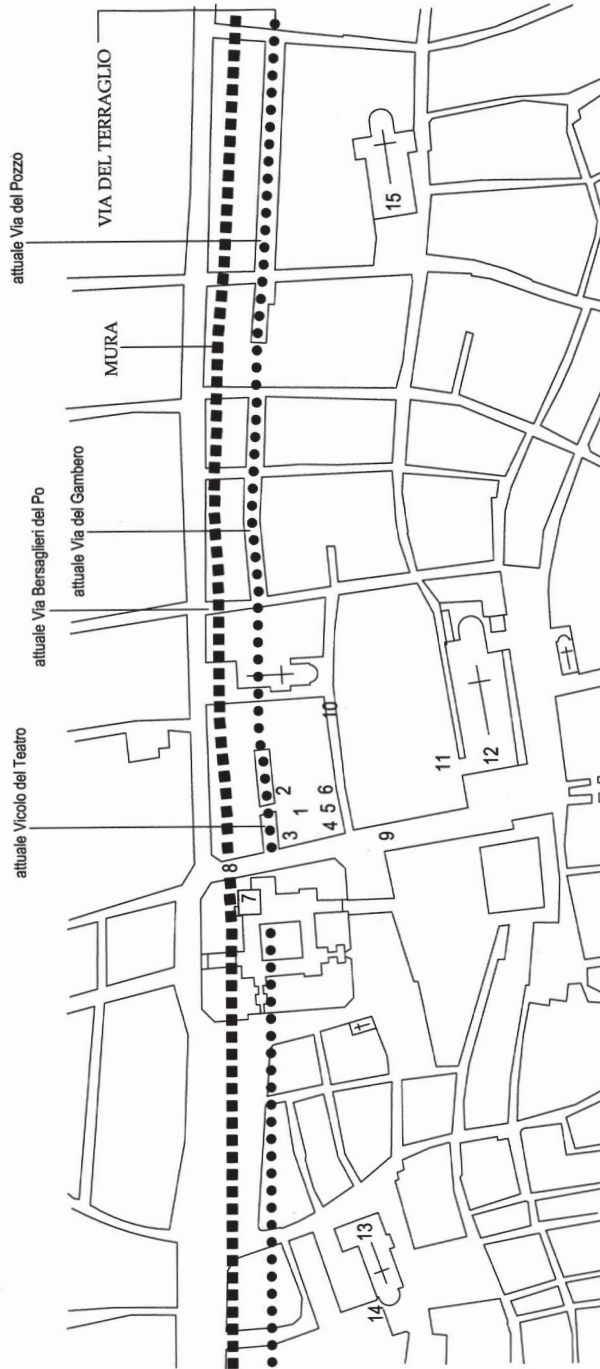 attuale Vicolo del Teatro
attuale Via Bersaglieri del Po
attuale Via del Gambero
MURA
attuale Via del Pozzo
VIA DEL TERRAGLIO
8
7
3
2
1
4
5
6
10
9
11
12
13
14
15